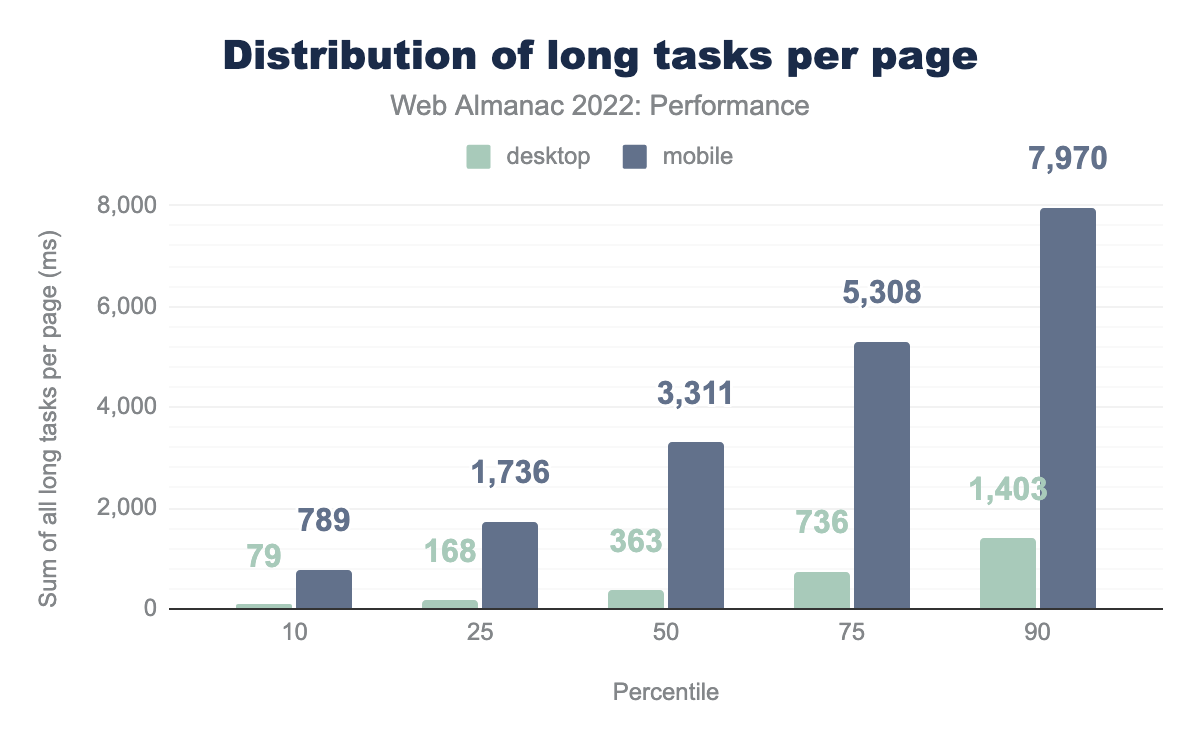 Distribution of long tasks per page
Web Almanac 2022: Performance
desktop mobile
Sum of all long tasks per page (ms)
8,000
6,000
4,000
2,000
0
79 789
168 1,736
363 3,311
736 5,308
1,403 7,970
10 25 50 75 90
Percentile